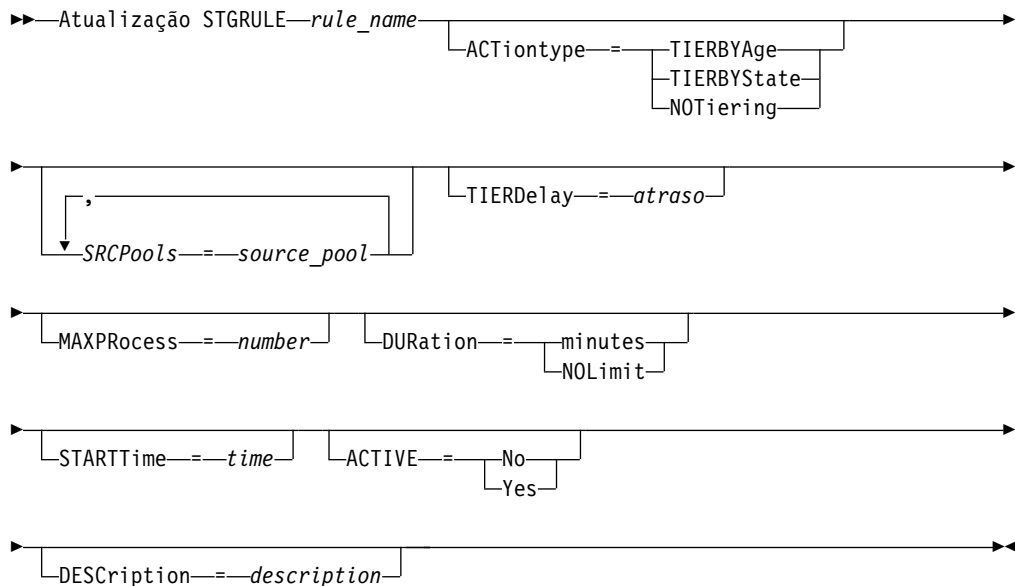 Atualização STGRULE rule_name
ACTiontype = TIERBYAge
TIERBYState
NOTiering
,
SRCPools = source_pool
TIERDelay = atraso
MAXPRocess = number
DURation = minutes
NOLimit
STARTTime = time
ACTIVE = No
Yes
DESCription = description